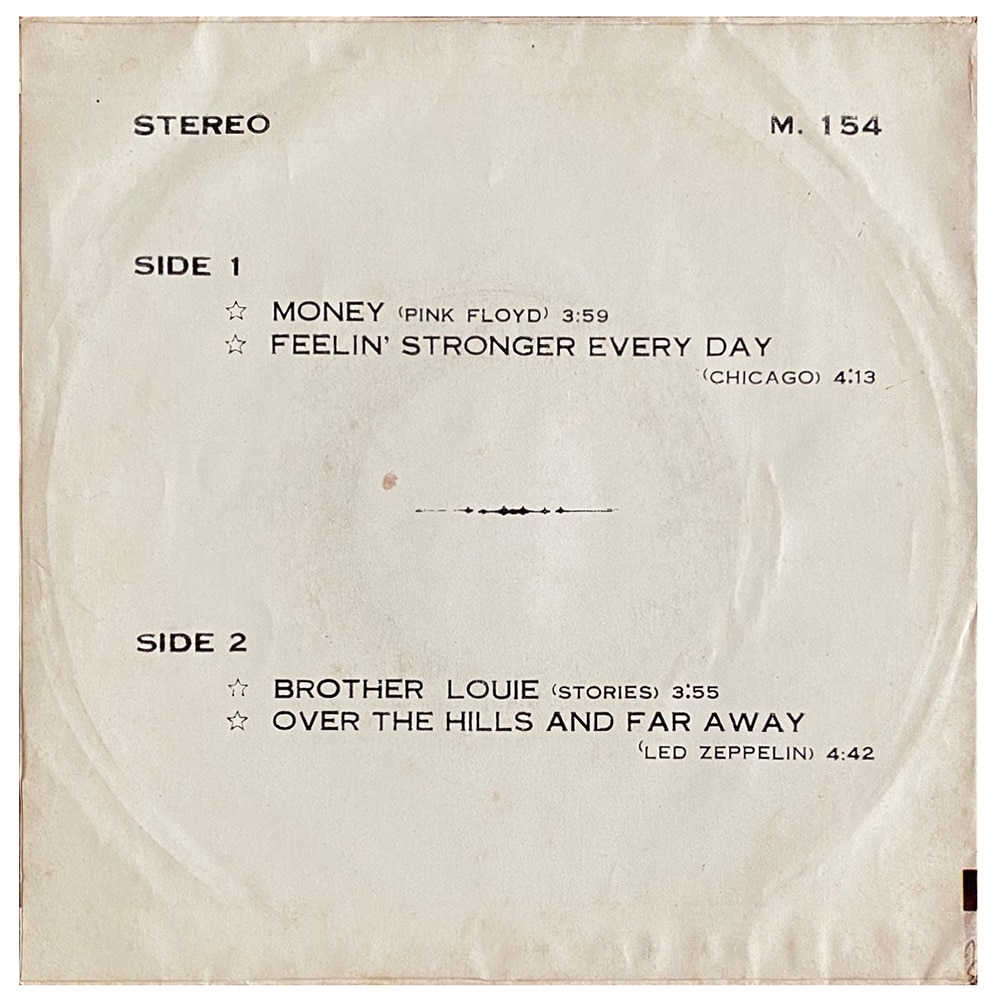 STEREO M. 154
SIDE 1
☆ MONEY (PINK FLOYD) 3:59
☆ FEELIN' STRONGER EVERY DAY
(CHICAGO) 4:13
SIDE 2
☆ BROTHER LOUIE (STORIES) 3:55
☆ OVER THE HILLS AND FAR AWAY
(LED ZEPPELIN) 4:42